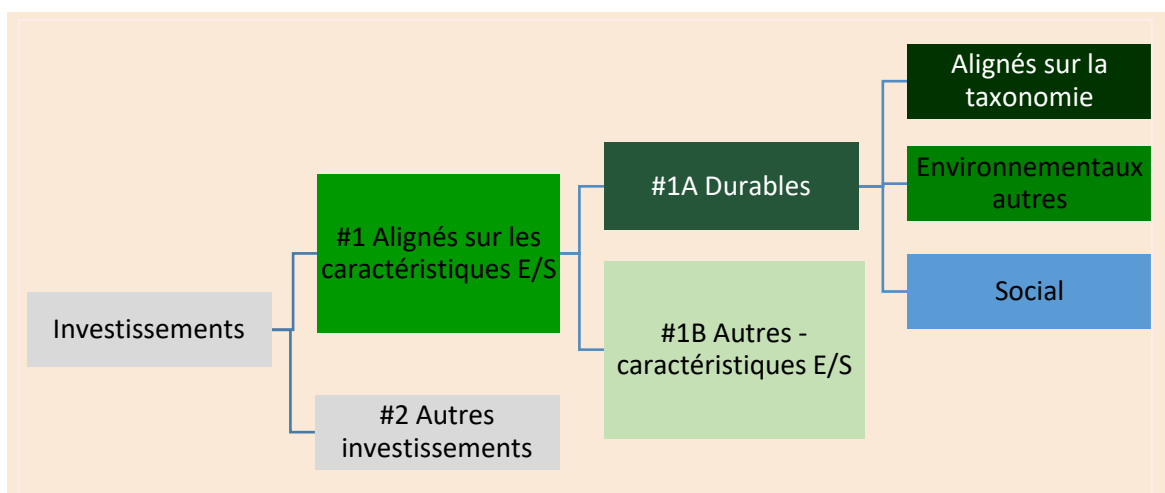 Investissements
#1 Alignés sur les
caractéristiques E/S
#2 Autres
investissements
#1A Durables
#1B Autres -
caractéristiques E/S
Alignés sur la
taxonomie
Environnementaux
autres
Social